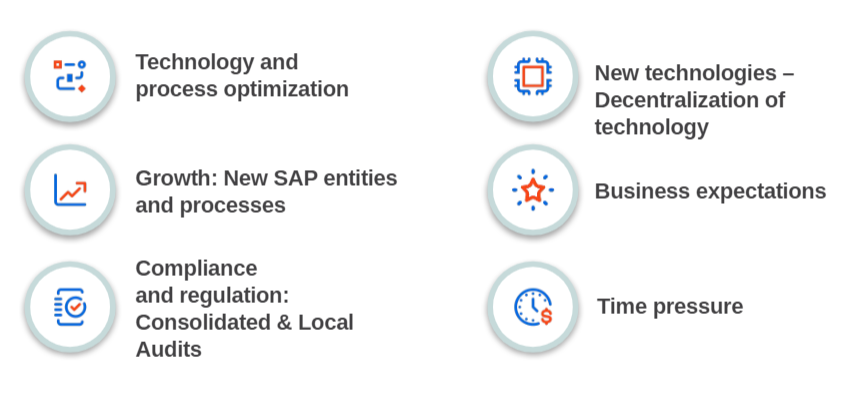 Technology and
process optimization
Growth: New SAP entities
and processes
Compliance
and regulation:
Consolidated & Local
Audits
New technologies –
Decentralization of
technology
Business expectations
Time pressure